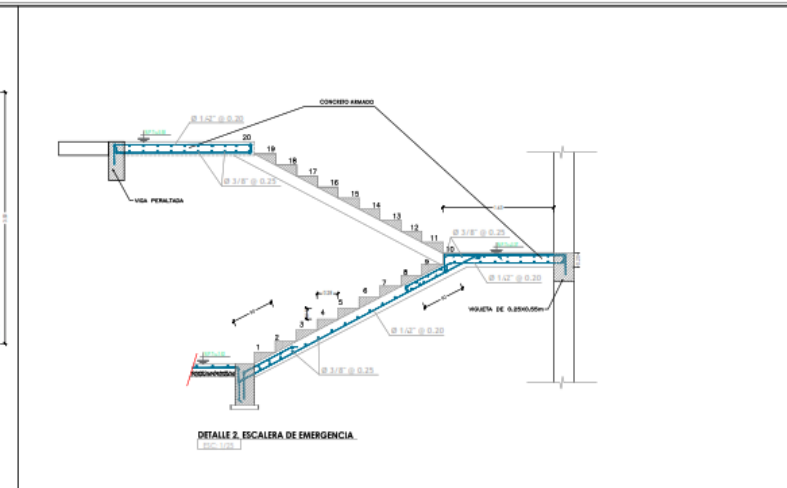 CONCRETO ARMADO
Ø 1/2" @ 0.20
20
19
18
17
16
15
14
13
12
11
10
Ø 3/8" @ 0.25
VIGA PERALTADA
Ø 3/8" @ 0.25
9
8
7
6
5
4
3
2
1
Ø 1/2" @ 0.20
VIGUETA DE 0.25X0.55m
Ø 1/2" @ 0.20
Ø 3/8" @ 0.25
DETALLE 2. ESCALERA DE EMERGENCIA
ESC: 1/25